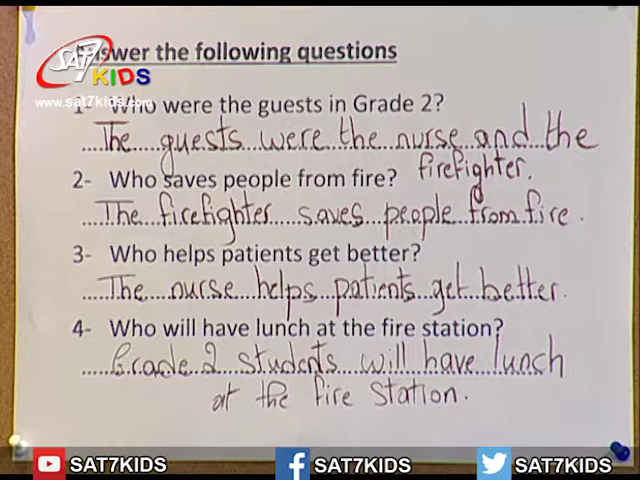 Answer the following questions
SAT7 KIDS
www.sat7kids.com
1- Who were the guests in Grade 2?
The guests were the nurse and the
firefighter.
2- Who saves people from fire?
The firefighter saves people from fire.
3- Who helps patients get better?
The nurse helps patients get better.
4- Who will have lunch at the fire station?
Grade 2 students will have lunch
at the fire station.
SAT7KIDS SAT7KIDS SAT7KIDS